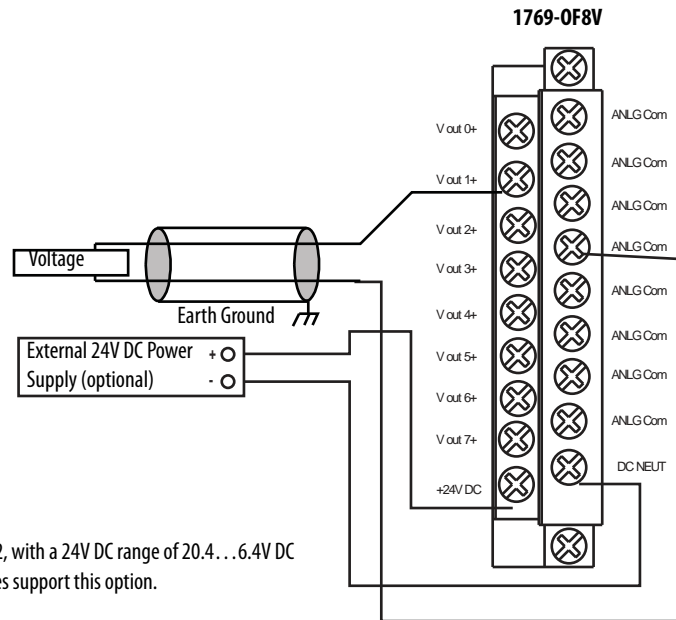 1769-OF8V
V out 0+
ANLG Com
V out 1+
ANLG Com
V out 2+
ANLG Com
V out 3+
ANLG Com
V out 4+
ANLG Com
V out 5+
ANLG Com
V out 6+
ANLG Com
V out 7+
ANLG Com
+24V DC
DC NEUT
Voltage
Earth Ground
External 24V DC Power +
Supply (optional) -
, with a 24V DC range of 20.4...6.4V DC
support this option.